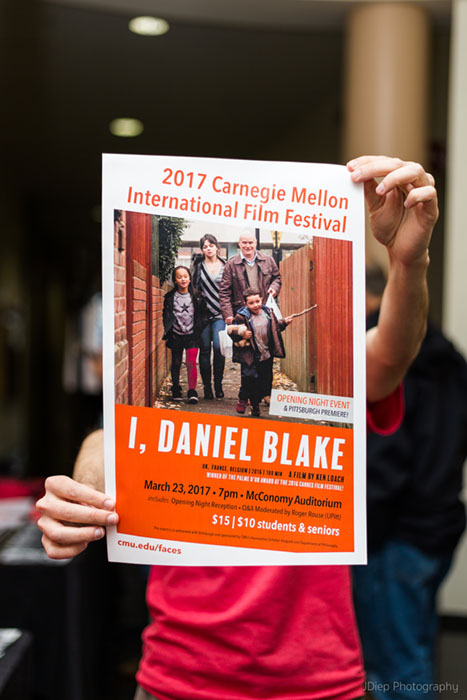 2017 Carnegie Mellon
International Film Festival
OPENING NIGHT EVENT
& PITTSBURGH PREMIERE!
I, DANIEL BLAKE
UK, FRANCE, BELGIUM | 2016 | 100 MIN
A FILM BY KEN LOACH
WINNER OF THE PALME D'OR AWARD AT THE 2016 CANNES FILM FESTIVAL!
March 23, 2017 • 7pm • McConomy Auditorium
includes: Opening Night Reception • Q&A Moderated by Roger Rouse (UPitt)
$15 | $10 students & seniors
cmu.edu/faces
JDiep Photography